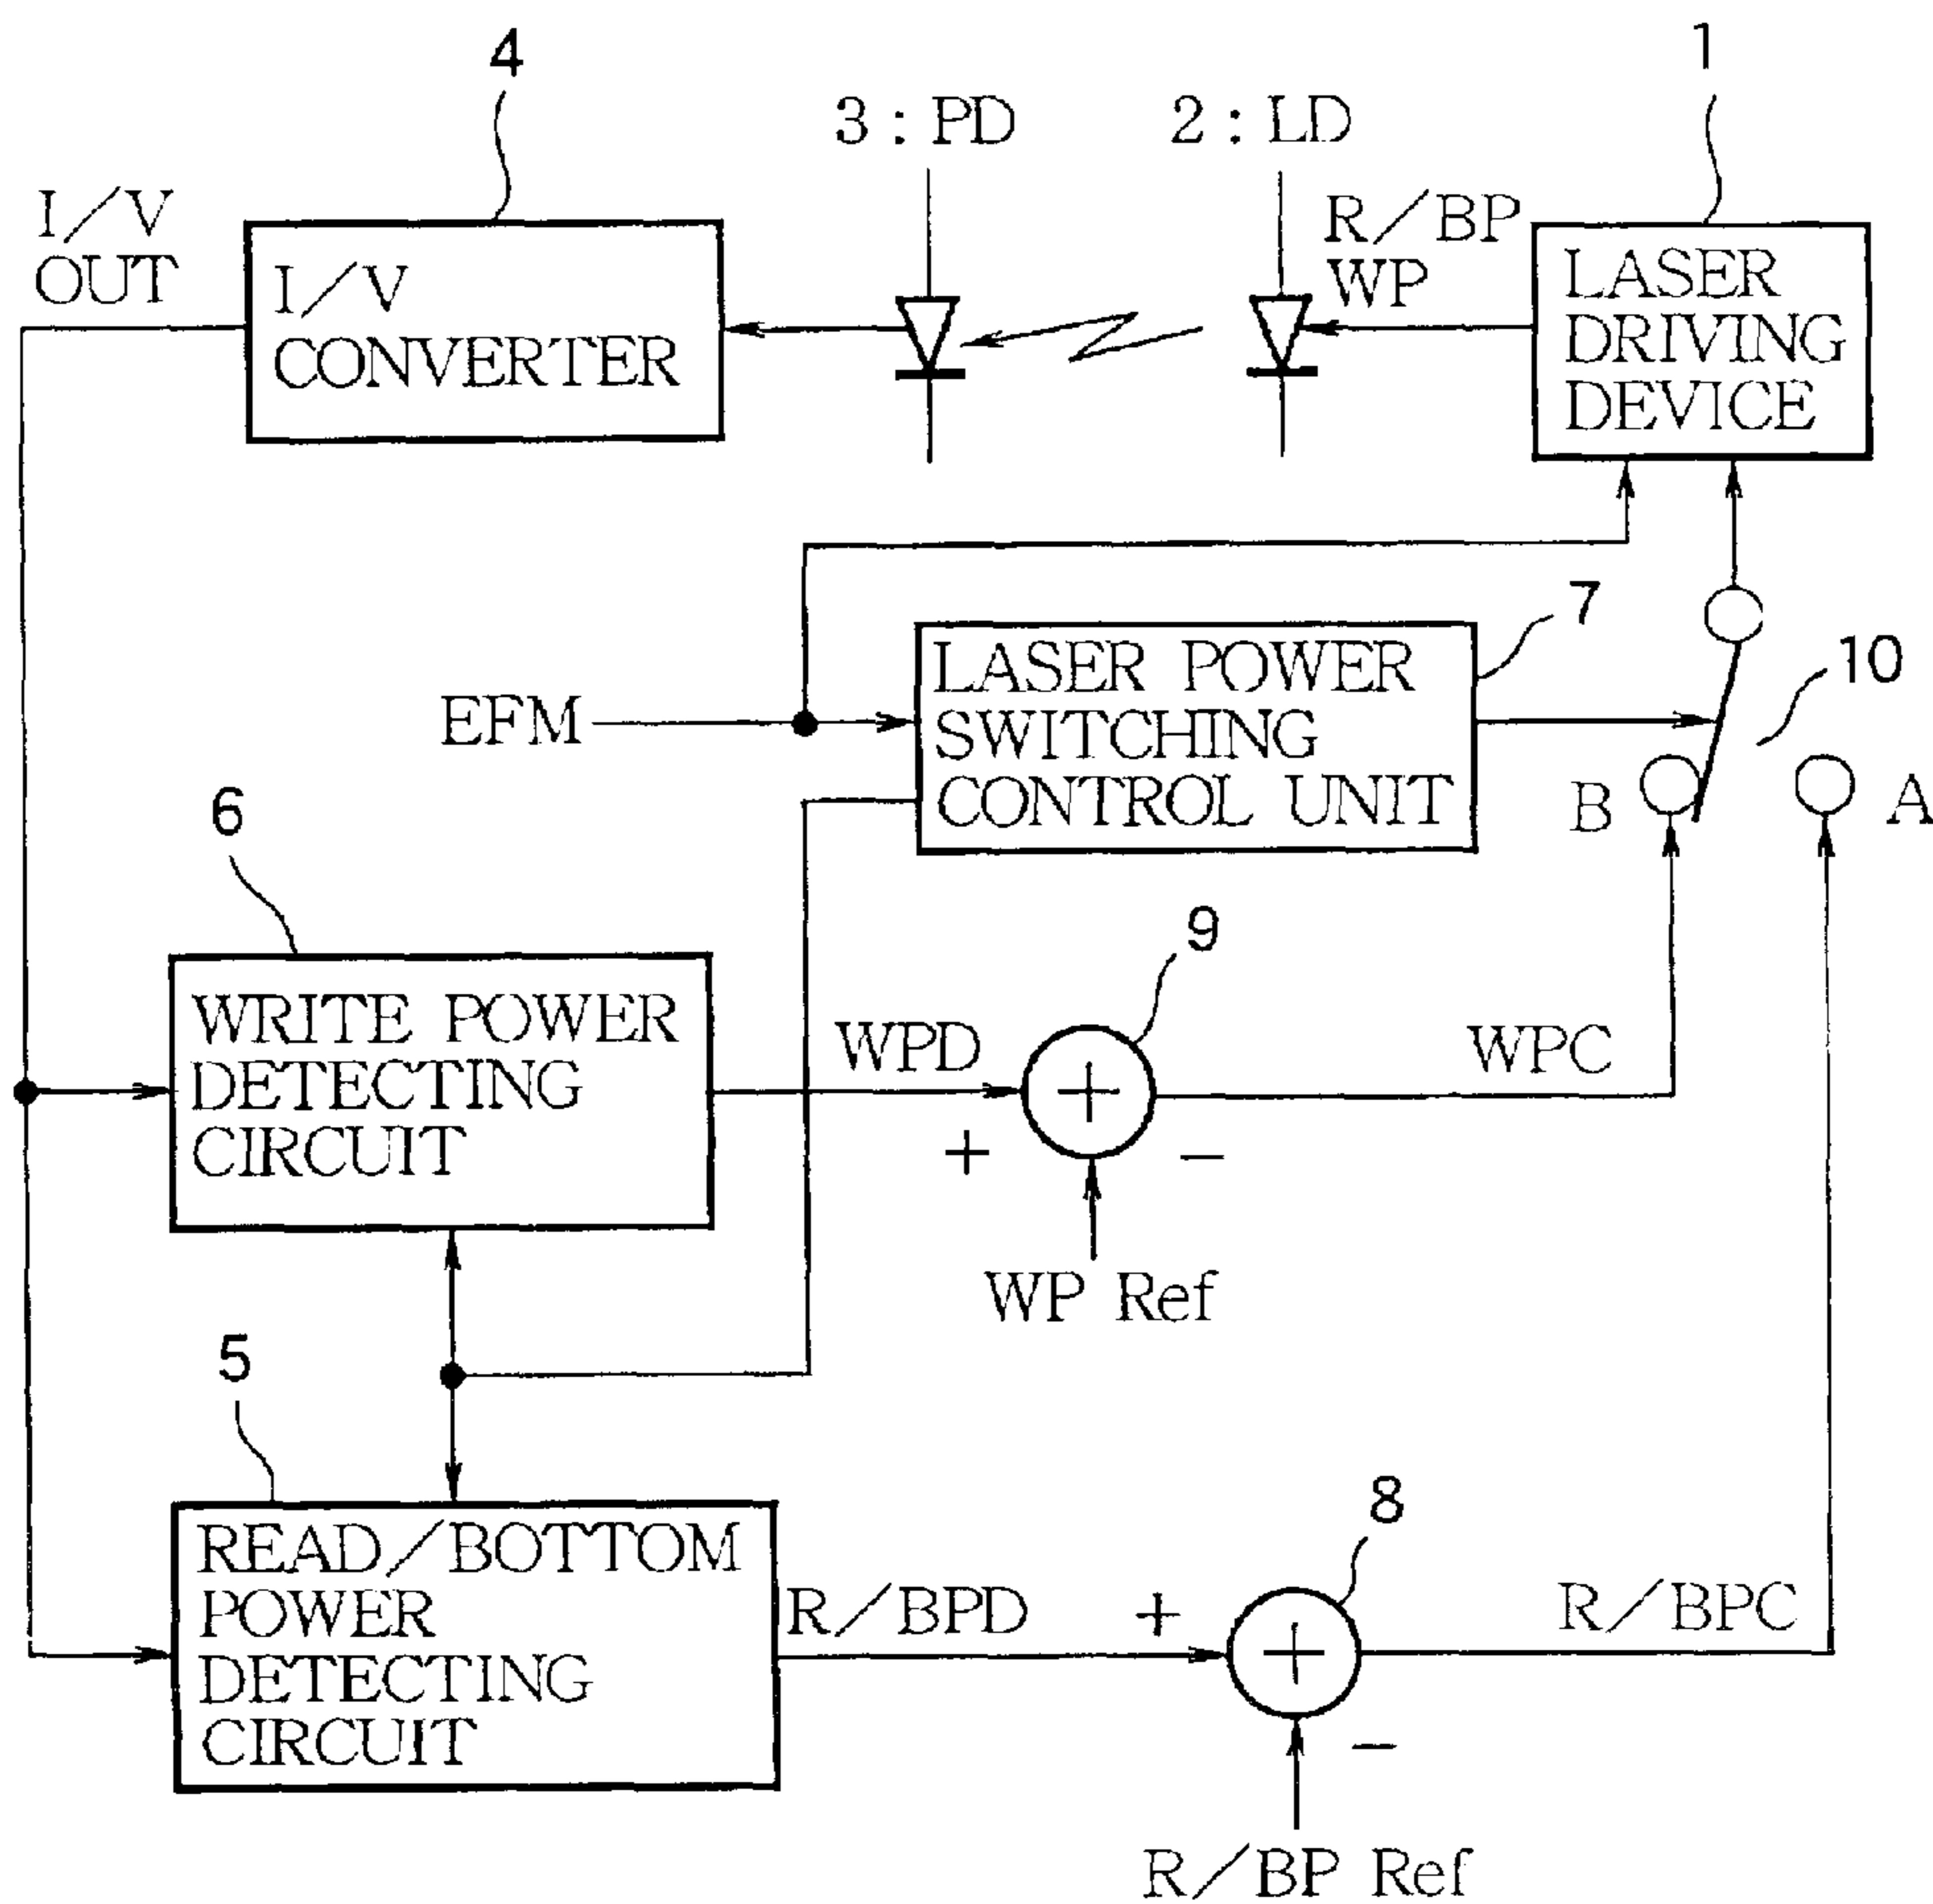 4
1
3 : PD
2 : LD
I/V
OUT
I/V
CONVERTER
R/BP
WP
LASER
DRIVING
DEVICE
7
10
EFM
LASER POWER
SWITCHING
CONTROL UNIT
B
A
6
9
WRITE POWER
DETECTING
CIRCUIT
WPD
+
WPC
+
−
WP Ref
5
8
READ/BOTTOM
POWER
DETECTING
CIRCUIT
R/BPD
+
+
R/BPC
−
R/BP Ref